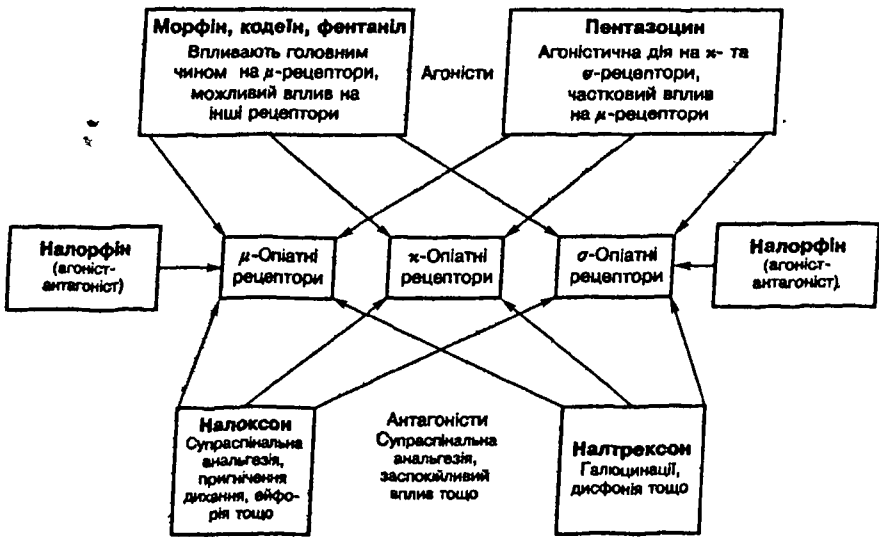 Морфін, кодеїн, фентаніл
Впливають головним
чином на μ-рецептори,
можливий вплив на
інші рецептори
Агоністи
Пентазоцин
Агоністична дія на ϰ- та
σ-рецептори,
частковий вплив
на μ-рецептори
Налорфін
(агоніст-
антагоніст)
μ-Опіатні
рецептори
ϰ-Опіатні
рецептори
σ-Опіатні
рецептори
Налорфін
(агоніст-
антагоніст)
Налоксон
Супраспінальна
анальгезія,
пригнічення
дихання, ейфо-
рія тощо
Антагоністи
Супраспінальна
анальгезія,
заспокійливий
вплив тощо
Налтрексон
Галюцинації,
дисфонія тощо